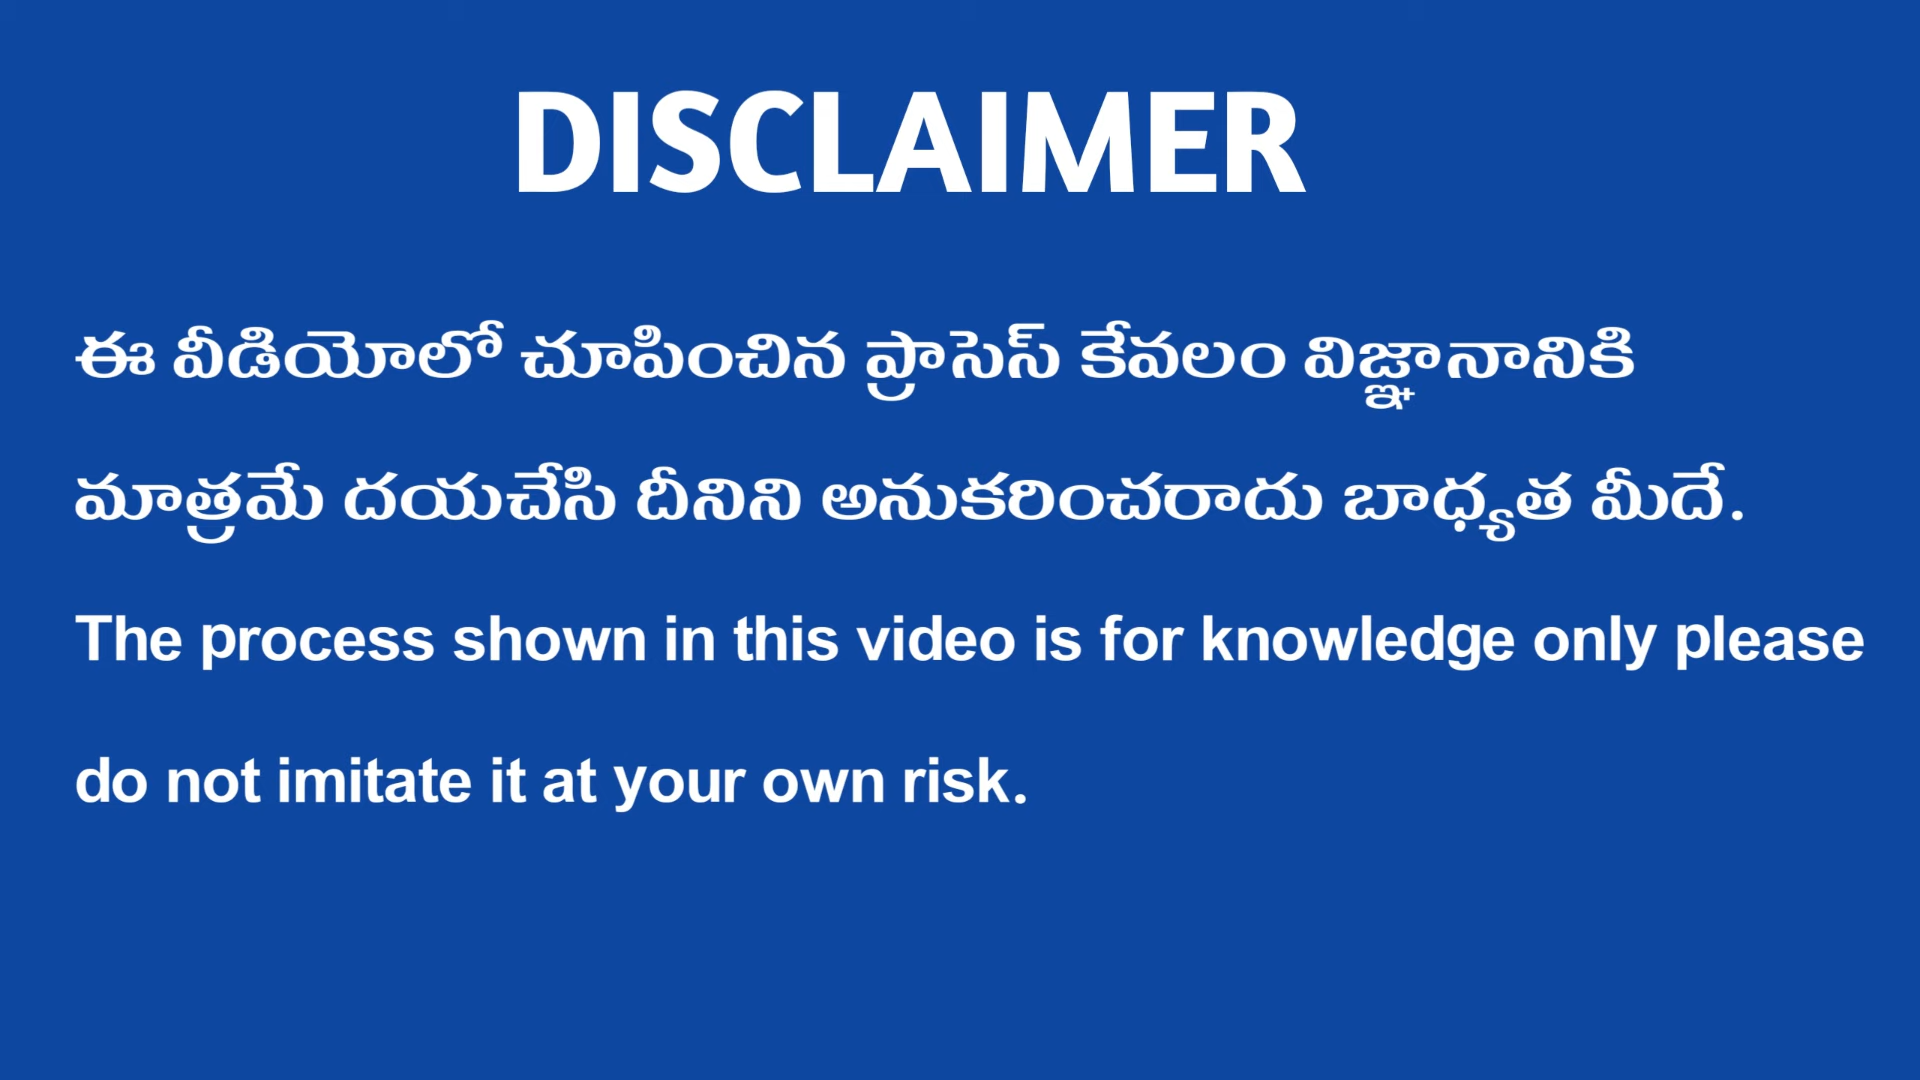 DISCLAIMER
ఈ వీడియోలో చూపించిన ప్రాసెస్ కేవలం విజ్ఞానానికి
మాత్రమే దయచేసి దీనిని అనుకరించరాదు బాధ్యత మీదే.
The process shown in this video is for knowledge only please
do not imitate it at your own risk.